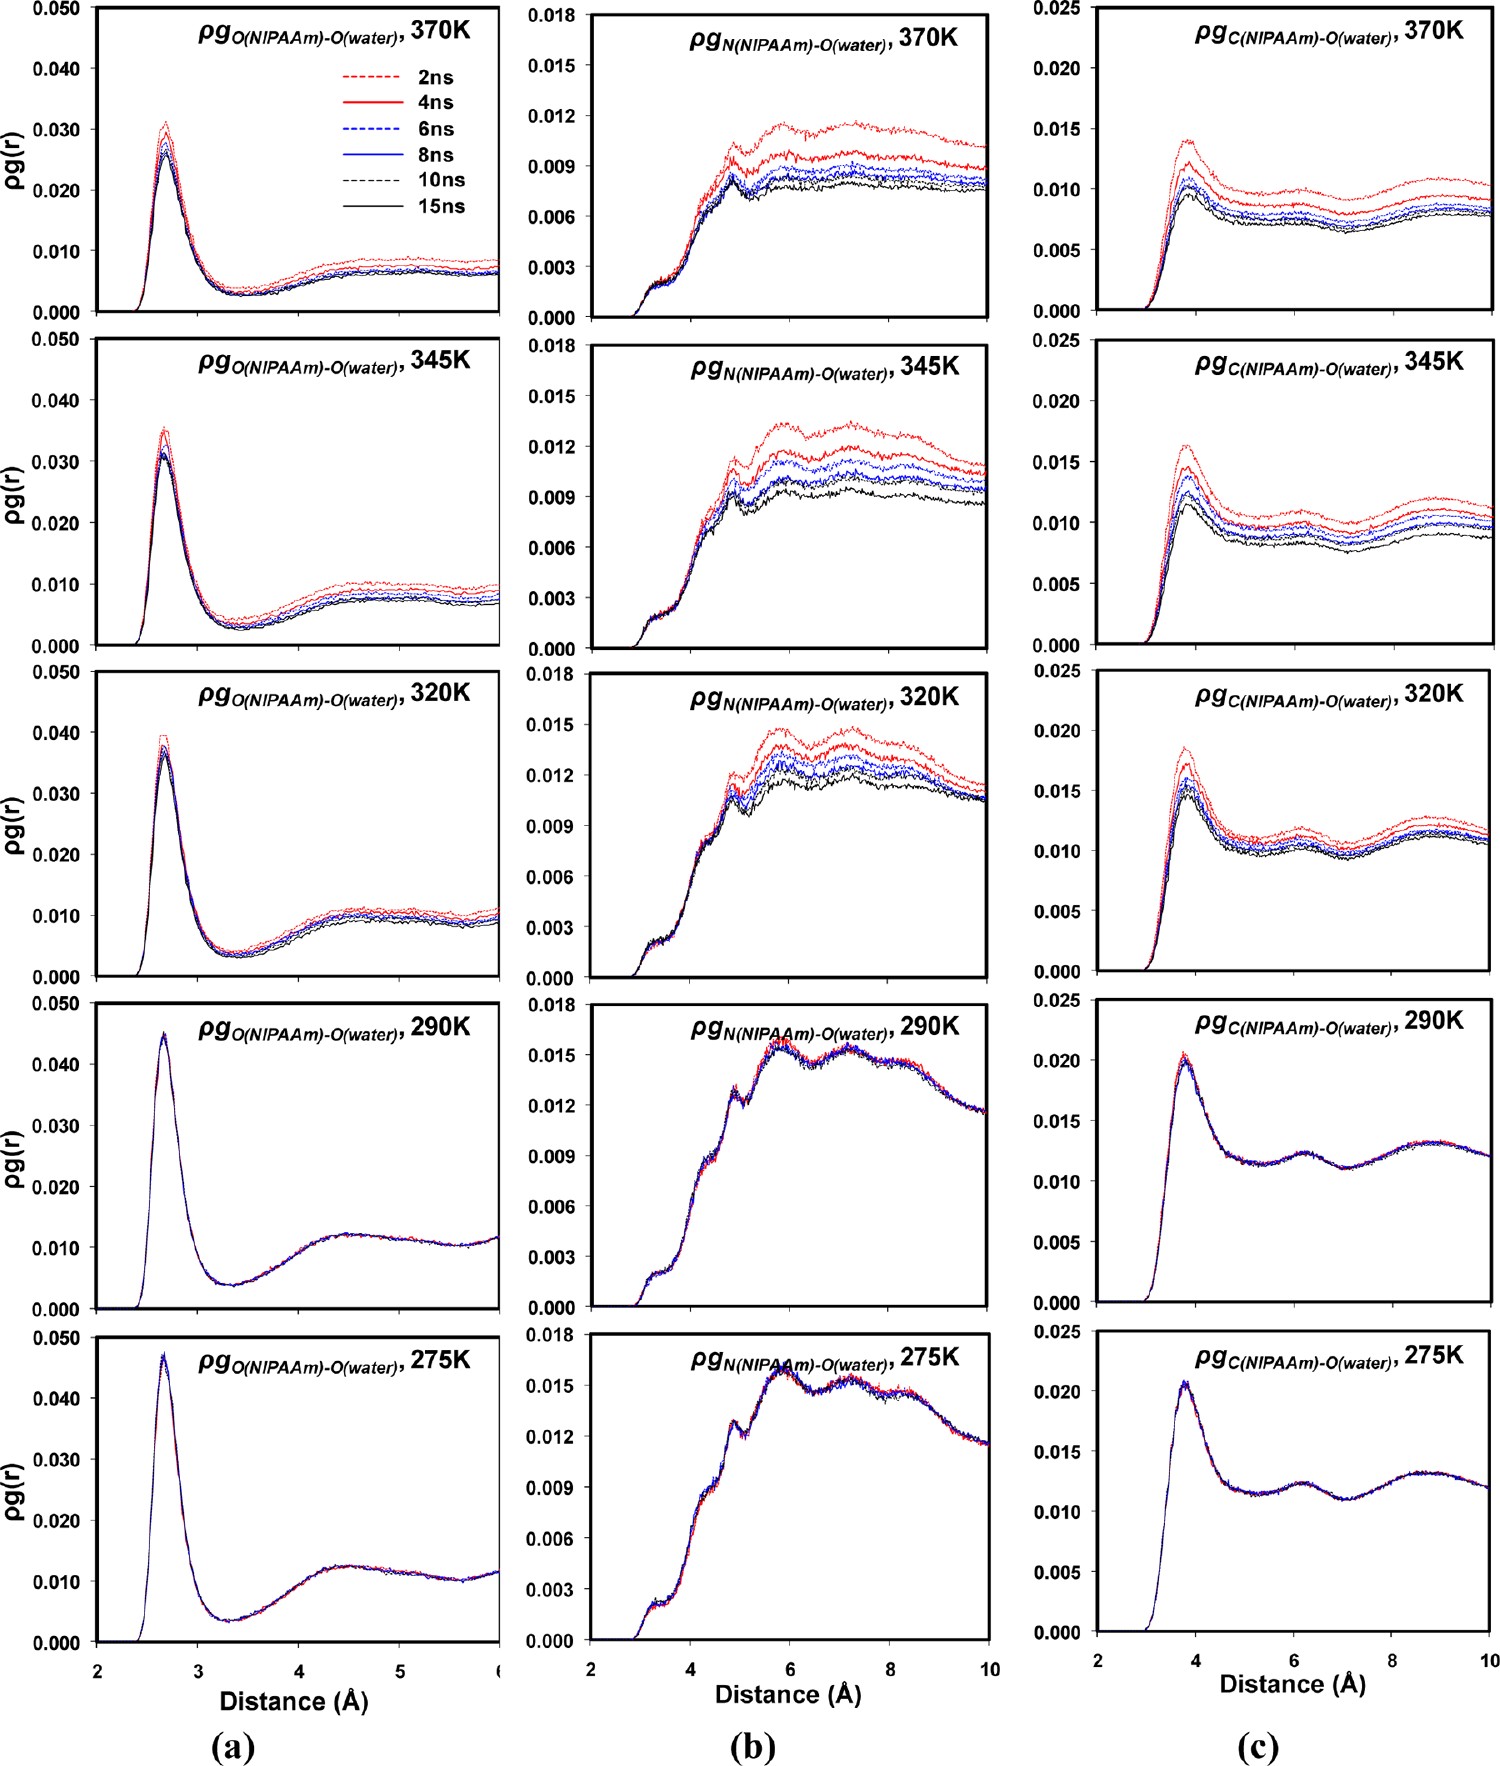 ρg(r)
0.050
0.040
0.030
0.020
0.010
0.000
ρgO(NIPAAm)-O(water), 370K
2ns
4ns
6ns
8ns
10ns
15ns
0.018
0.015
0.012
0.009
0.006
0.003
0.000
ρgN(NIPAAm)-O(water), 370K
0.025
0.020
0.015
0.010
0.005
0.000
ρgC(NIPAAm)-O(water), 370K
ρg(r)
0.050
0.040
0.030
0.020
0.010
0.000
ρgO(NIPAAm)-O(water), 345K
0.018
0.015
0.012
0.009
0.006
0.003
0.000
ρgN(NIPAAm)-O(water), 345K
0.025
0.020
0.015
0.010
0.005
0.000
ρgC(NIPAAm)-O(water), 345K
ρg(r)
0.050
0.040
0.030
0.020
0.010
0.000
ρgO(NIPAAm)-O(water), 320K
0.018
0.015
0.012
0.009
0.006
0.003
0.000
ρgN(NIPAAm)-O(water), 320K
0.025
0.020
0.015
0.010
0.005
0.000
ρgC(NIPAAm)-O(water), 320K
ρg(r)
0.050
0.040
0.030
0.020
0.010
0.000
ρgO(NIPAAm)-O(water), 290K
0.018
0.015
0.012
0.009
0.006
0.003
0.000
ρgN(NIPAAm)-O(water), 290K
0.025
0.020
0.015
0.010
0.005
0.000
ρgC(NIPAAm)-O(water), 290K
ρg(r)
0.050
0.040
0.030
0.020
0.010
0.000
ρgO(NIPAAm)-O(water), 275K
2 3 4 5 6
Distance (Å)
(a)
0.018
0.015
0.012
0.009
0.006
0.003
0.000
ρgN(NIPAAm)-O(water), 275K
2 4 6 8 10
Distance (Å)
(b)
0.025
0.020
0.015
0.010
0.005
0.000
ρgC(NIPAAm)-O(water), 275K
2 4 6 8 10
Distance (Å)
(c)